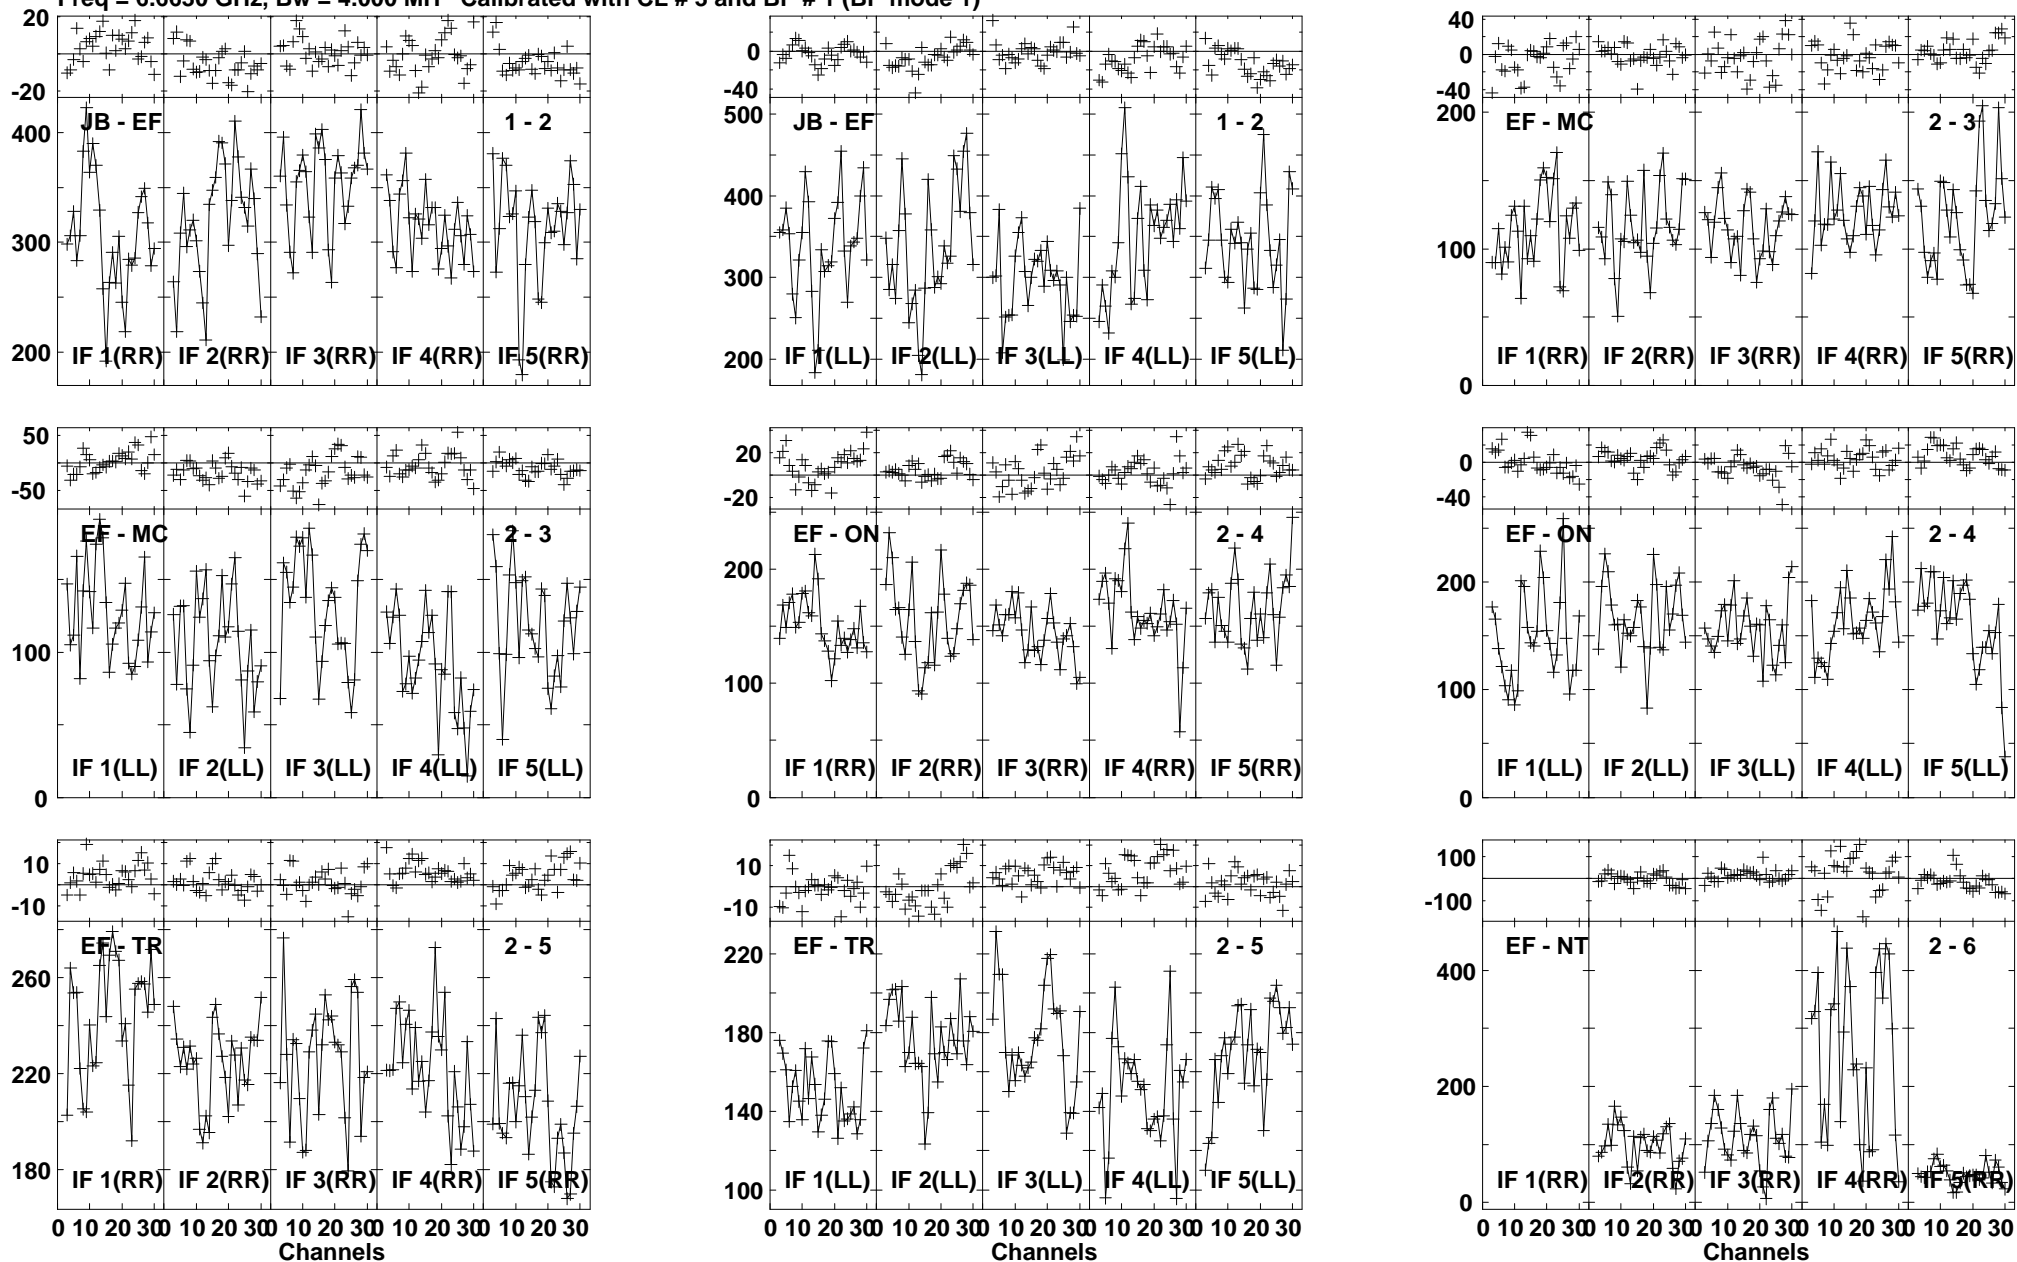 Calibrated with CL # 3 and BP # 1 (BP mode 1)
20
0
-20
400
300
200
JB - EF
1 - 2
IF 1(RR) IF 2(RR) IF 3(RR) IF 4(RR) IF 5(RR)
0
-40
500
400
300
200
JB - EF
1 - 2
IF 1(LL) IF 2(LL) IF 3(LL) IF 4(LL) IF 5(LL)
40
0
-40
200
100
0
EF - MC
2 - 3
IF 1(RR) IF 2(RR) IF 3(RR) IF 4(RR) IF 5(RR)
50
-50
100
0
EF - MC
2 - 3
IF 1(LL) IF 2(LL) IF 3(LL) IF 4(LL) IF 5(LL)
20
-20
200
100
0
EF - ON
2 - 4
IF 1(RR) IF 2(RR) IF 3(RR) IF 4(RR) IF 5(RR)
0
-40
200
100
0
EF - ON
2 - 4
IF 1(LL) IF 2(LL) IF 3(LL) IF 4(LL) IF 5(LL)
10
-10
260
220
180
EF - TR
2 - 5
IF 1(RR) IF 2(RR) IF 3(RR) IF 4(RR) IF 5(RR)
0 10 20 30 0 10 20 30 0 10 20 30 0 10 20 30 0 10 20 30
Channels
10
-10
220
180
140
100
EF - TR
2 - 5
IF 1(LL) IF 2(LL) IF 3(LL) IF 4(LL) IF 5(LL)
10 20 30 0 10 20 30 0 10 20 30 0 10 20 30 0 10 20 30
100
-100
400
200
0
EF - NT
2 - 6
IF 1(RR) IF 2(RR) IF 3(RR) IF 4(RR) IF 5(RR)
10 20 30 0 10 20 30 0 10 20 30 0 10 20 30 0 10 20 30
Channels